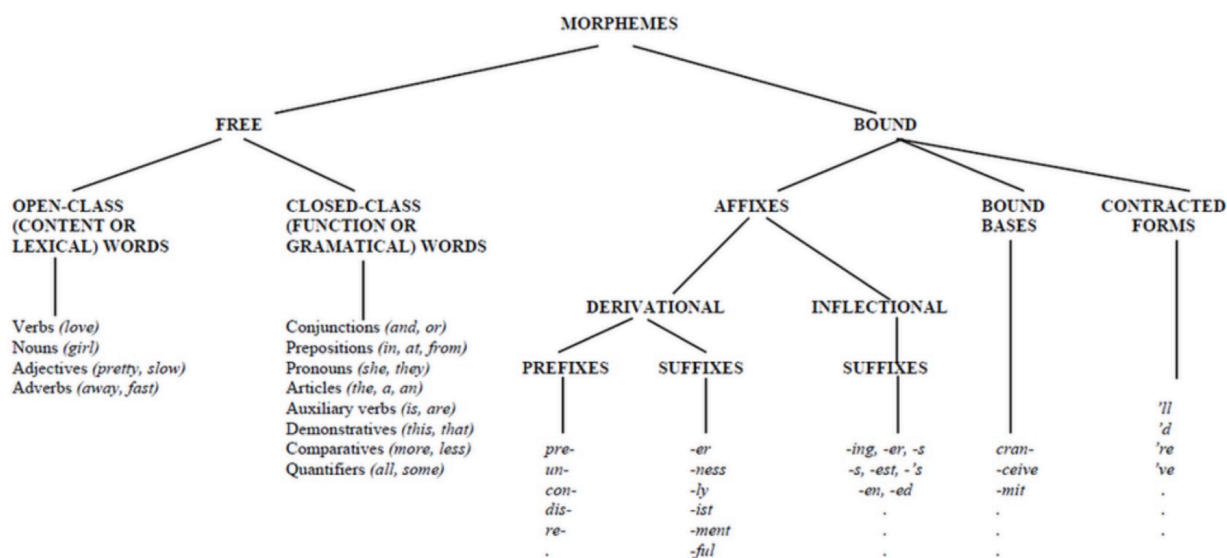 MORPHEMES
FREE
BOUND
OPEN-CLASS
(CONTENT OR
LEXICAL) WORDS
CLOSED-CLASS
(FUNCTION OR
GRAMATICAL) WORDS
AFFIXES
BOUND
BASES
CONTRACTED
FORMS
DERIVATIONAL
INFLECTIONAL
PREFIXES
SUFFIXES
SUFFIXES
Verbs (love)
Nouns (girl)
Adjectives (pretty, slow)
Adverbs (away, fast)
Conjunctions (and, or)
Prepositions (in, at, from)
Pronouns (she, they)
Articles (the, a, an)
Auxiliary verbs (is, are)
Demonstratives (this, that)
Comparatives (more, less)
Quantifiers (all, some)
pre-
un-
con-
dis-
re-
.
-er
-ness
-ly
-ist
-ment
-ful
-ing, -er, -s
-s, -est, -'s
-en, -ed
.
.
.
cran-
-ceive
-mit
.
.
.
'll
'd
're
've
.
.
.